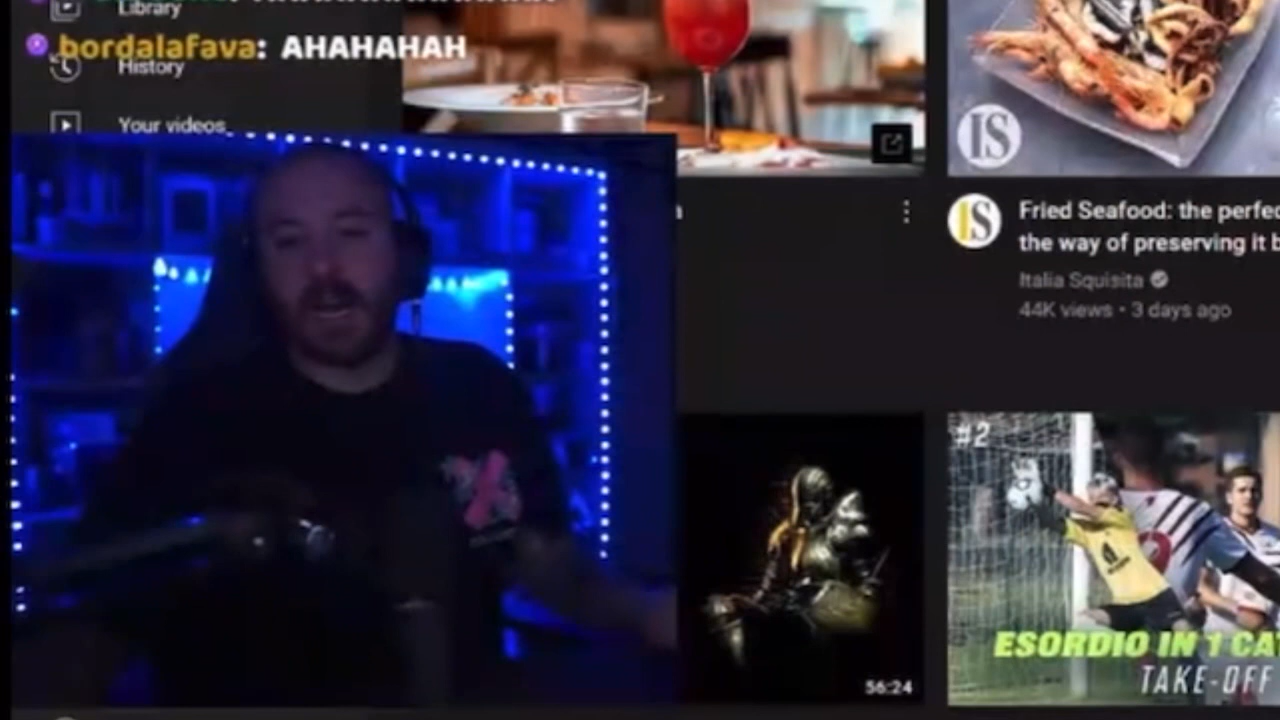 Library
bordalafava: AHAHAHAH
History
Your videos
IS
IS
Fried Seafood: the perfec
the way of preserving it b
Italia Squisita
44K views • 3 days ago
#2
ESORDIO IN 1 CA
TAKE-OFF
56:24